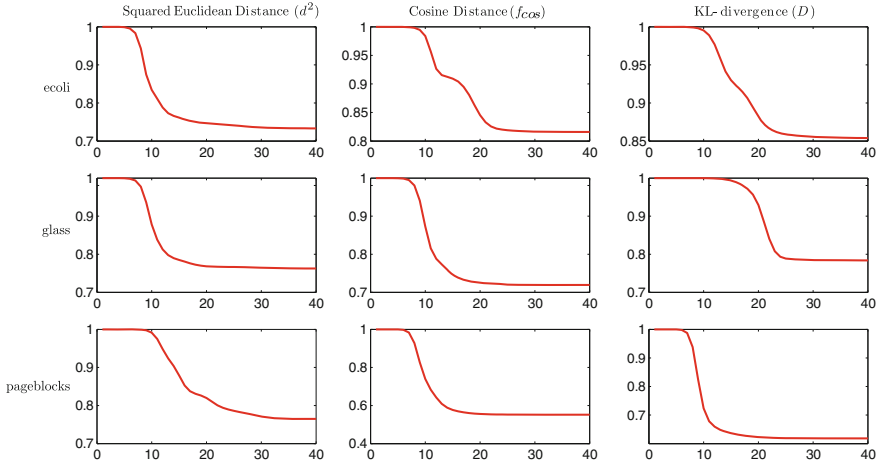 Squared Euclidean Distance (d²) Cosine Distance (fcos) KL-divergence (D)
1 1 1
0.9 0.95 0.95
ecoli
0.9
0.8 0.9
0.85
0.7 0.8 0.85
0 10 20 30 40 0 10 20 30 40 0 10 20 30 40
1 1 1
0.9 0.9 0.9
glass
0.8 0.8 0.8
0.7 0.7 0.7
0 10 20 30 40 0 10 20 30 40 0 10 20 30 40
1 1 1
0.9 0.8 0.9
pageblocks
0.8 0.6 0.8
0.7
0.7 0.4
0 10 20 30 40 0 10 20 30 40 0 10 20 30 40